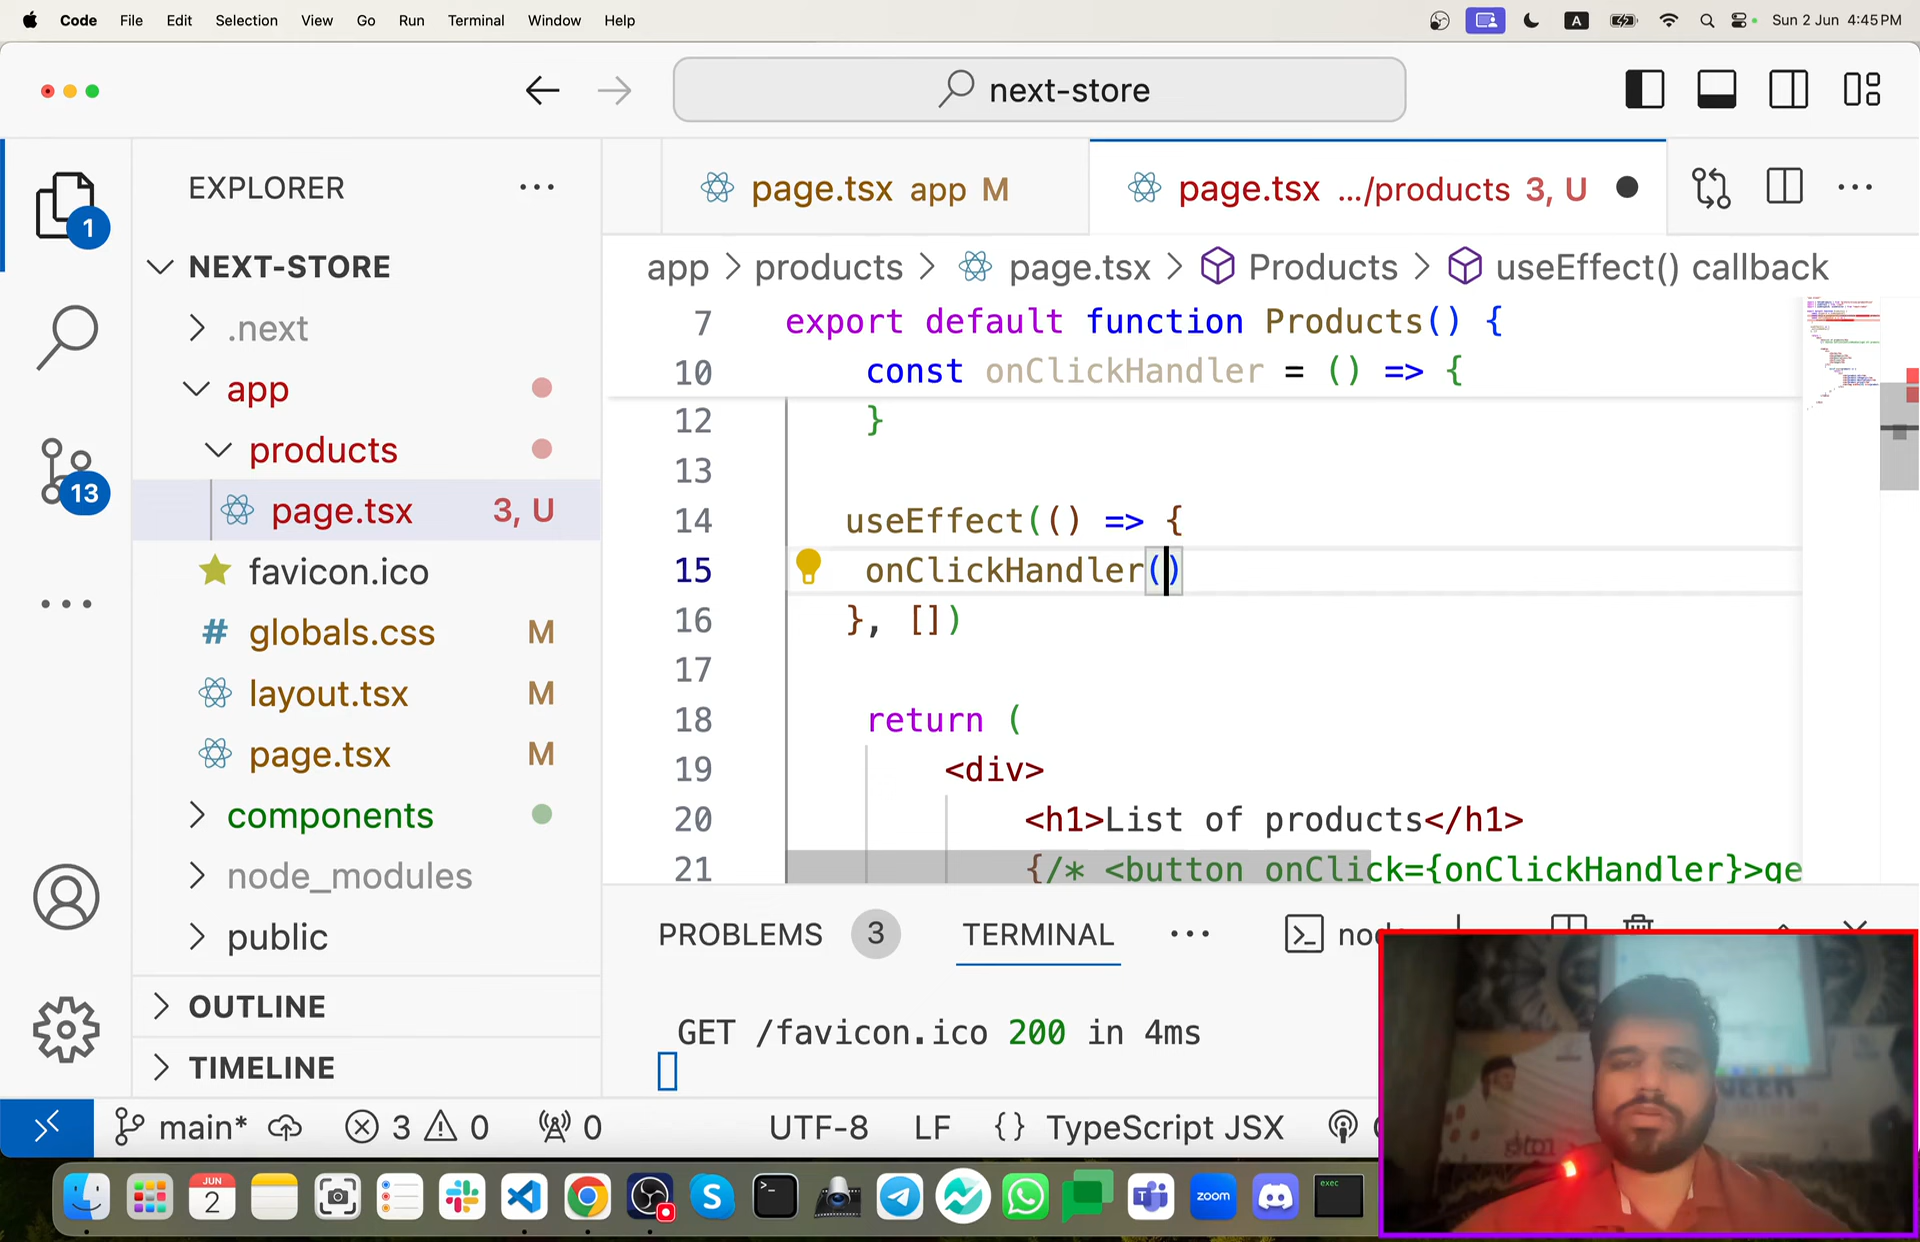 Code File Edit Selection View Go Run Terminal Window Help
A
Sun 2 Jun 4:45 PM
next-store
EXPLORER
page.tsx app M
page.tsx .../products 3, U
1
NEXT-STORE
app > products > page.tsx > Products > useEffect() callback
.next
app
products
page.tsx 3, U
13
favicon.ico
globals.css M
layout.tsx M
page.tsx M
components
node_modules
public
OUTLINE
TIMELINE
7 export default function Products() {
10 const onClickHandler = () => {
12 }
13
14 useEffect(() => {
15 onClickHandler()
16 }, [])
17
18 return (
19 <div>
20 <h1>List of products</h1>
21 {/* <button onClick={onClickHandler}>ge
PROBLEMS 3 TERMINAL
GET /favicon.ico 200 in 4ms
main* 3 0 0 UTF-8 LF {} TypeScript JSX
JUN
2
zoom
exec